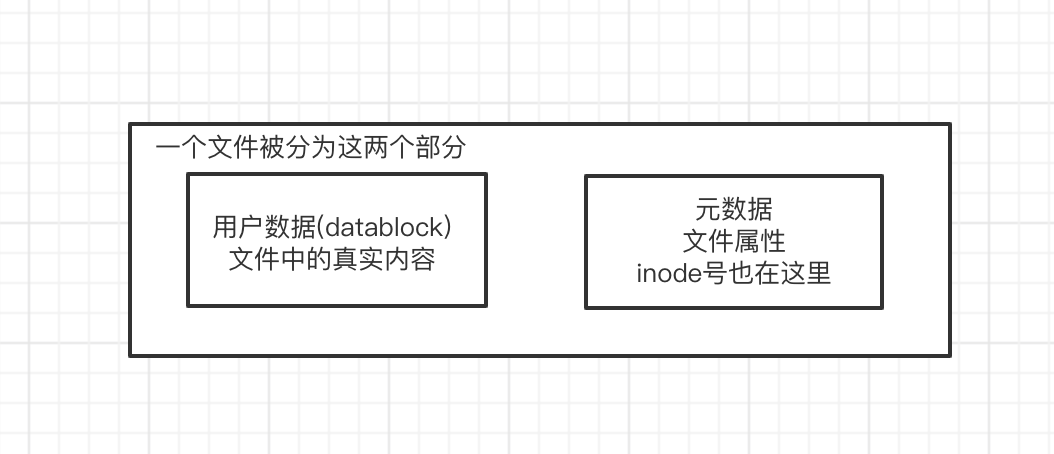 一个文件被分为这两个部分
用户数据(datablock)
文件中的真实内容
元数据
文件属性
inode号也在这里